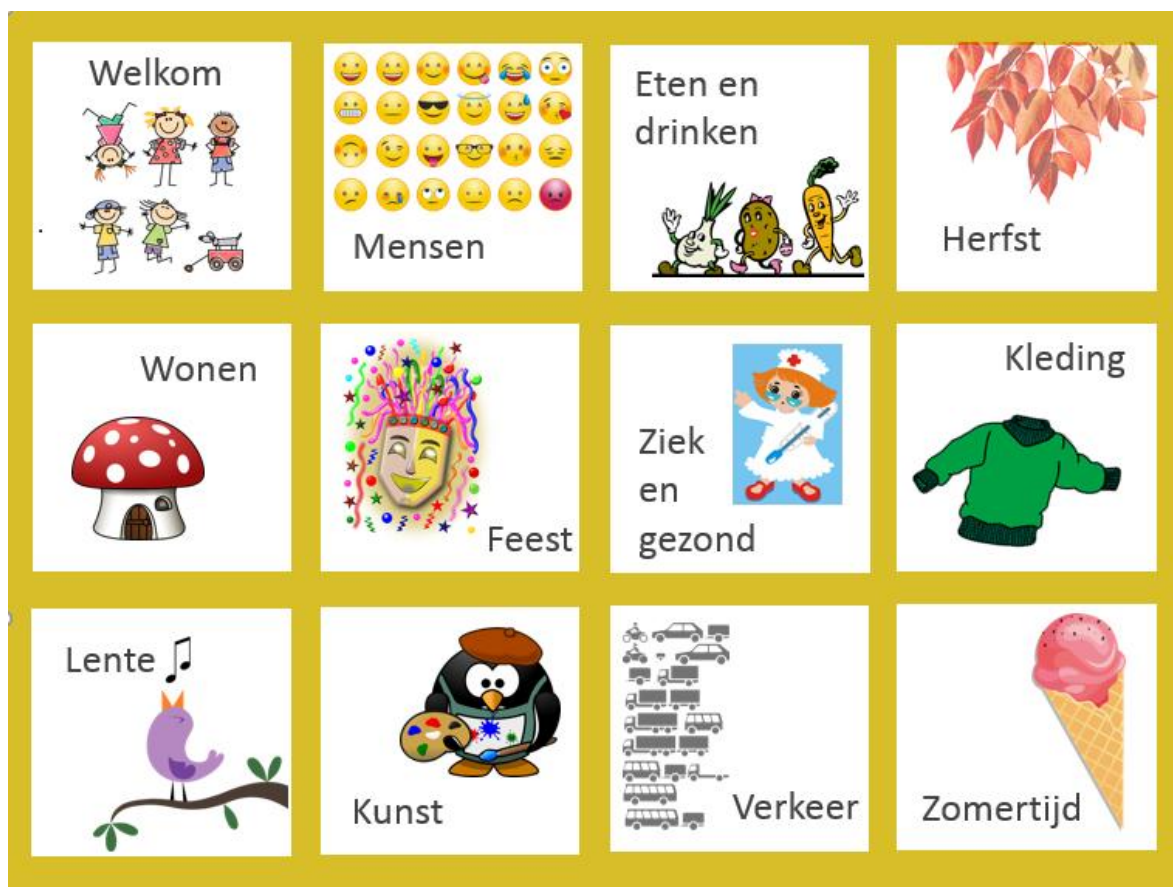 Welkom
Mensen
Eten en
drinken
Herfst
Wonen
Feest
Ziek
en
gezond
Kleding
Lente
Kunst
Verkeer
Zomertijd